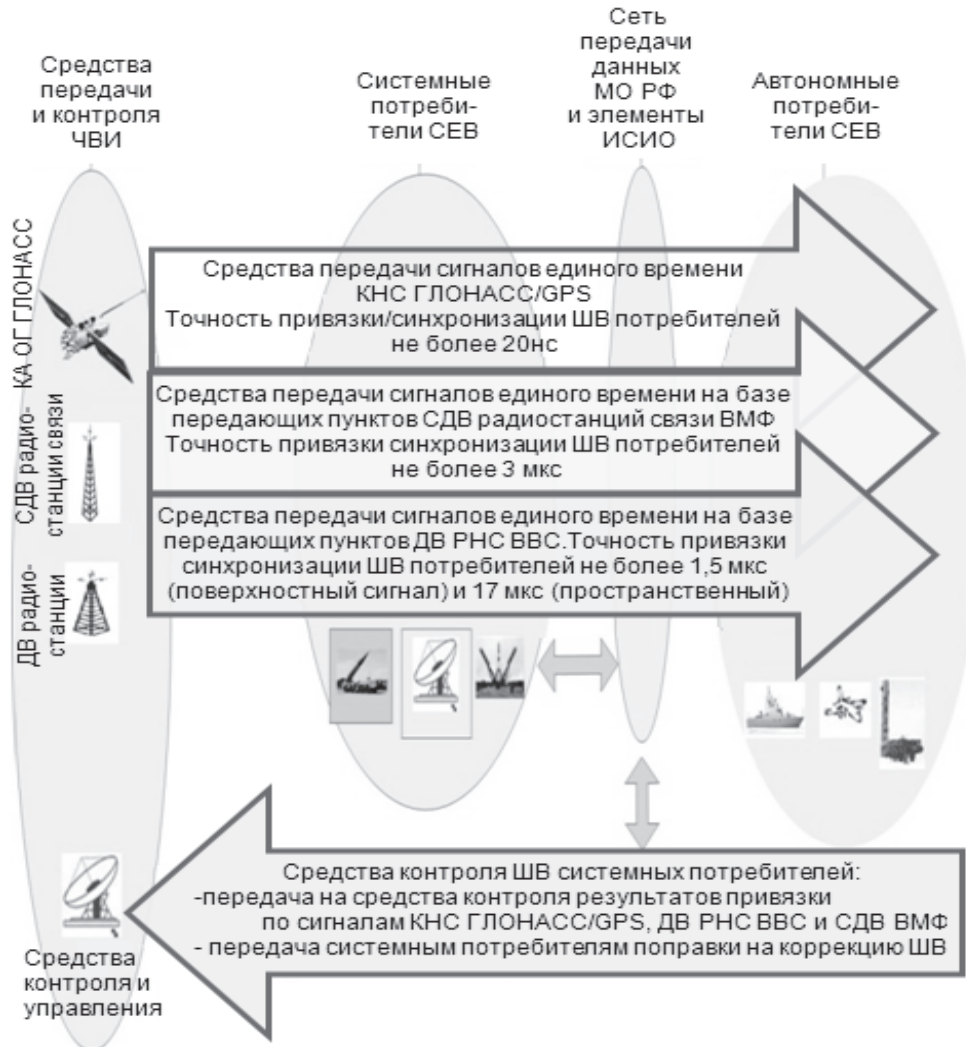 Средства
передачи
и контроля
ЧВИ
Системные
потреби-
тели СЕВ
Сеть
передачи
данных
МО РФ
и элементы
ИСИО
Автономные
потреби-
тели СЕВ
КА ОГ ГЛОНАСС
СДВ радио-
станции связи
ДВ радио-
станции
Средства передачи сигналов единого времени
КНС ГЛОНАСС/GPS
Точность привязки/синхронизации ШВ потребителей
не более 20нс
Средства передачи сигналов единого времени на базе
передающих пунктов СДВ радиостанций связи ВМФ
Точность привязки синхронизации ШВ потребителей
не более 3 мкс
Средства передачи сигналов единого времени на базе
передающих пунктов ДВ РНС ВВС.Точность привязки
синхронизации ШВ потребителей не более 1,5 мкс
(поверхностный сигнал) и 17 мкс (пространственный)
Средства контроля ШВ системных потребителей:
-передача на средства контроля результатов привязки
по сигналам КНС ГЛОНАСС/GPS, ДВ РНС ВВС и СДВ ВМФ
- передача системным потребителям поправки на коррекцию ШВ
Средства
контроля и
управления